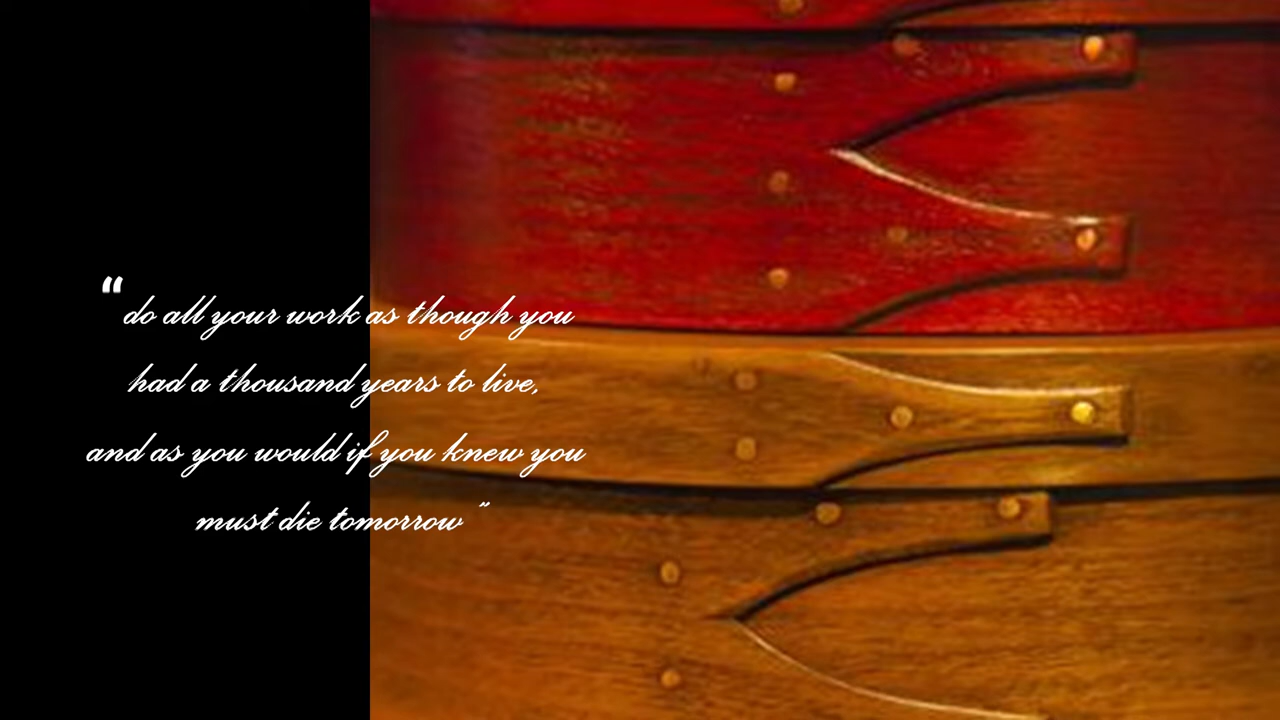 “do all your work as though you
had a thousand years to live,
and as you would if you knew you
must die tomorrow ”